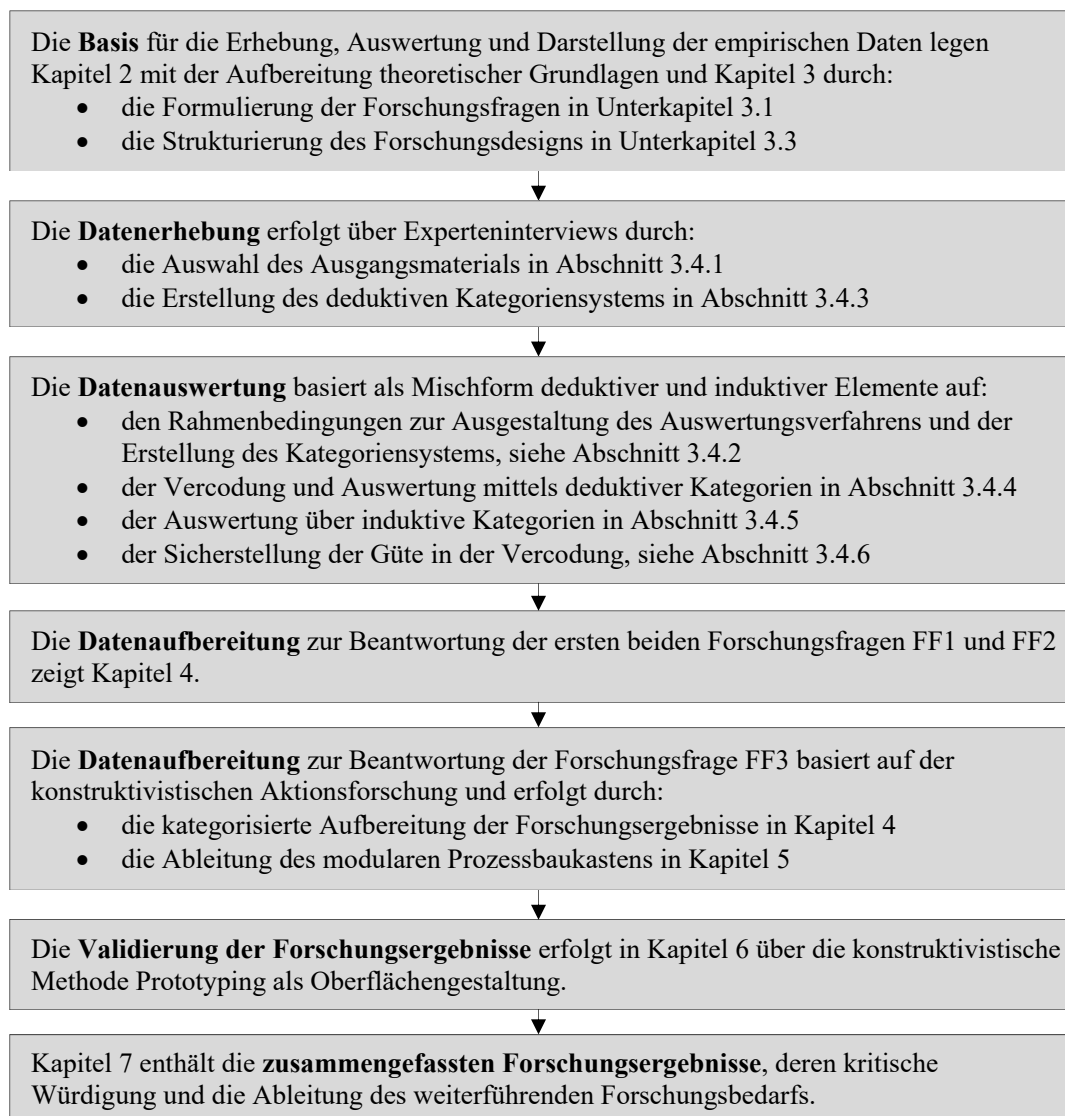 Die Basis für die Erhebung, Auswertung und Darstellung der empirischen Daten legen
Kapitel 2 mit der Aufbereitung theoretischer Grundlagen und Kapitel 3 durch:
• die Formulierung der Forschungsfragen in Unterkapitel 3.1
• die Strukturierung des Forschungsdesigns in Unterkapitel 3.3
Die Datenerhebung erfolgt über Experteninterviews durch:
• die Auswahl des Ausgangsmaterials in Abschnitt 3.4.1
• die Erstellung des deduktiven Kategoriensystems in Abschnitt 3.4.3
Die Datenauswertung basiert als Mischform deduktiver und induktiver Elemente auf:
• den Rahmenbedingungen zur Ausgestaltung des Auswertungsverfahrens und der
Erstellung des Kategoriensystems, siehe Abschnitt 3.4.2
• der Vercodung und Auswertung mittels deduktiver Kategorien in Abschnitt 3.4.4
• der Auswertung über induktive Kategorien in Abschnitt 3.4.5
• der Sicherstellung der Güte in der Vercodung, siehe Abschnitt 3.4.6
Die Datenaufbereitung zur Beantwortung der ersten beiden Forschungsfragen FF1 und FF2
zeigt Kapitel 4.
Die Datenaufbereitung zur Beantwortung der Forschungsfrage FF3 basiert auf der
konstruktivistischen Aktionsforschung und erfolgt durch:
• die kategorisierte Aufbereitung der Forschungsergebnisse in Kapitel 4
• die Ableitung des modularen Prozessbaukastens in Kapitel 5
Die Validierung der Forschungsergebnisse erfolgt in Kapitel 6 über die konstruktivistische
Methode Prototyping als Oberflächengestaltung.
Kapitel 7 enthält die zusammengefassten Forschungsergebnisse, deren kritische
Würdigung und die Ableitung des weiterführenden Forschungsbedarfs.